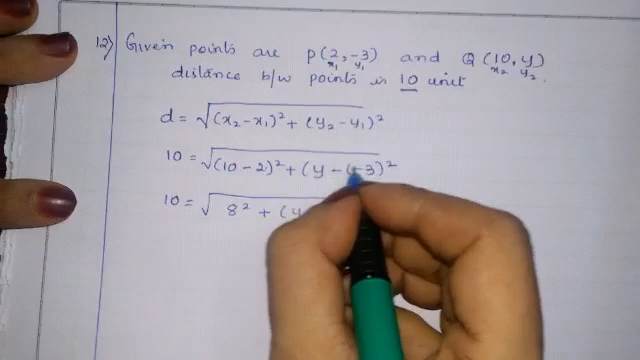 12) Given points are P(2,-3) and Q(10,y)
x₁ y₁ x₂ y₂
distance b/w points is 10 unit.
d = √(x₂-x₁)² + (y₂-y₁)²
10 = √(10-2)² + (y-(-3)²
10 = √8² + (y